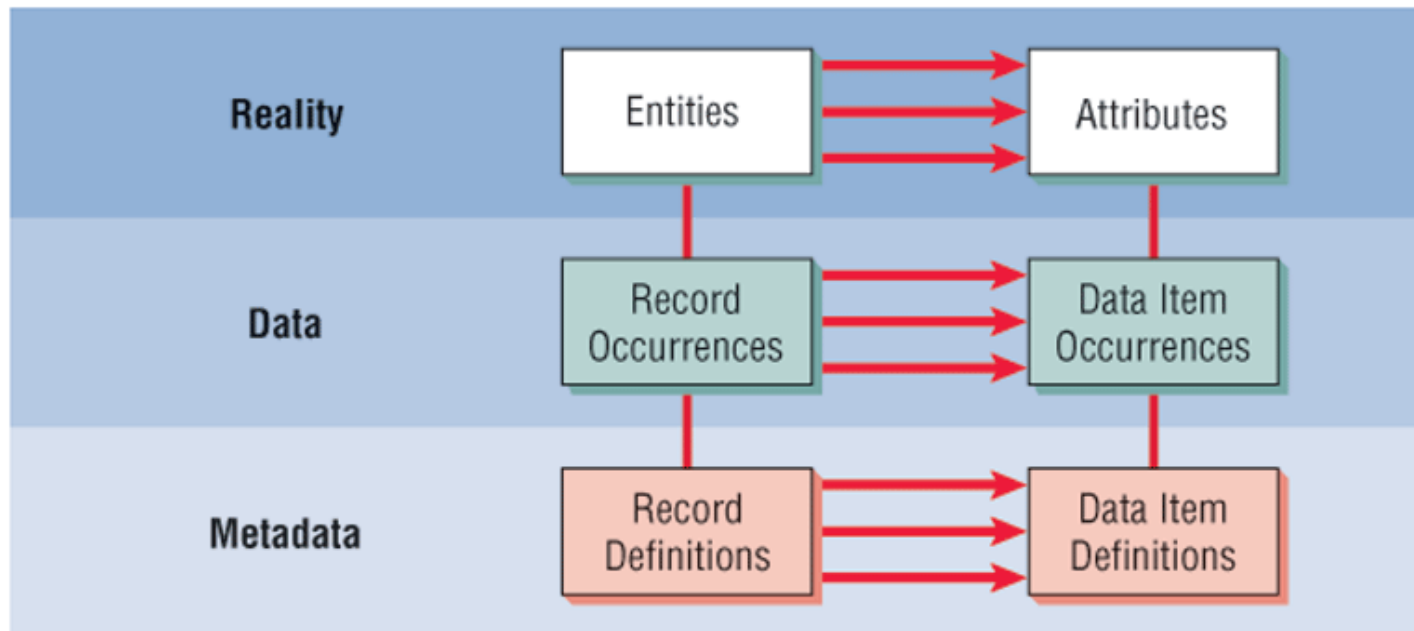 Reality
Entities
Attributes
Data
Record
Occurrences
Data Item
Occurrences
Metadata
Record
Definitions
Data Item
Definitions